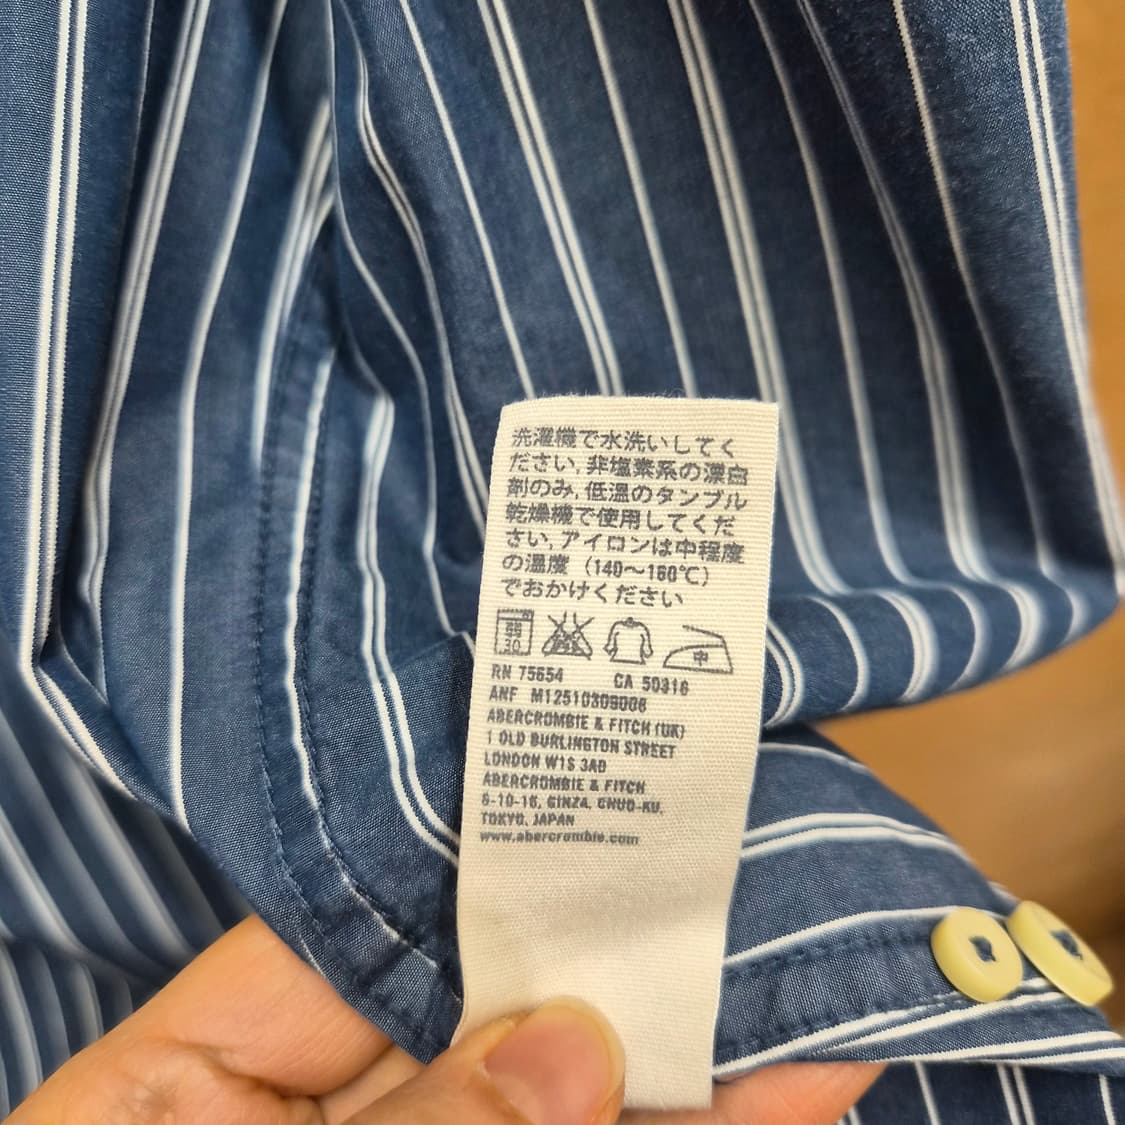 洗濯機で水洗いしてく
ださい, 非塩素系の漂白
剤のみ, 低温のタンブル
乾燥機で使用してくだ
さい, アイロンは中程度
の温度 (140～160℃)
でおかけください
30 中
RN 75654 CA 50316
ANF M12510309006
ABERCROMBIE & FITCH (UK)
1 OLD BURLINGTON STREET
LONDON W1S 3AD
ABERCROMBIE & FITCH
6-10-16, GINZA, CHUO-KU,
TOKYO, JAPAN
www.abercrombie.com